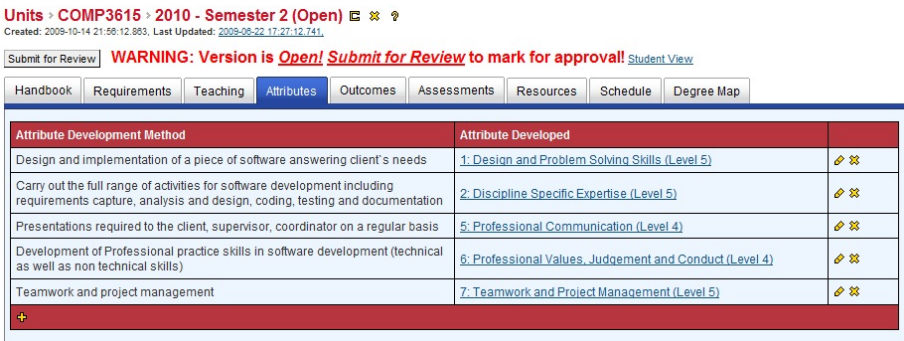 Units > COMP3615 > 2010 - Semester 2 (Open)
Created: 2009-10-14 21:56:12.863, Last Updated: 2009-06-22 17:27:12.741,
Submit for Review WARNING: Version is Open! Submit for Review to mark for approval! Student View
Handbook Requirements Teaching Attributes Outcomes Assessments Resources Schedule Degree Map
Attribute Development Method Attribute Developed
Design and implementation of a piece of software answering client`s needs 1: Design and Problem Solving Skills (Level 5)
Carry out the full range of activities for software development including
requirements capture, analysis and design, coding, testing and documentation 2: Discipline Specific Expertise (Level 5)
Presentations required to the client, supervisor, coordinator on a regular basis 5: Professional Communication (Level 4)
Development of Professional practice skills in software development (technical
as well as non technical skills) 6: Professional Values, Judgement and Conduct (Level 4)
Teamwork and project management 7: Teamwork and Project Management (Level 5)